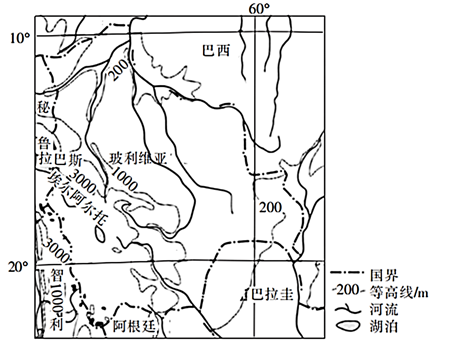 60°
10°
巴西
200
秘
鲁
拉巴斯
玻利维亚
3000
1000
埃尔阿尔托
200
3000
20°
智
1000
利
巴拉圭
阿根廷
国界
200 等高线/m
河流
湖泊